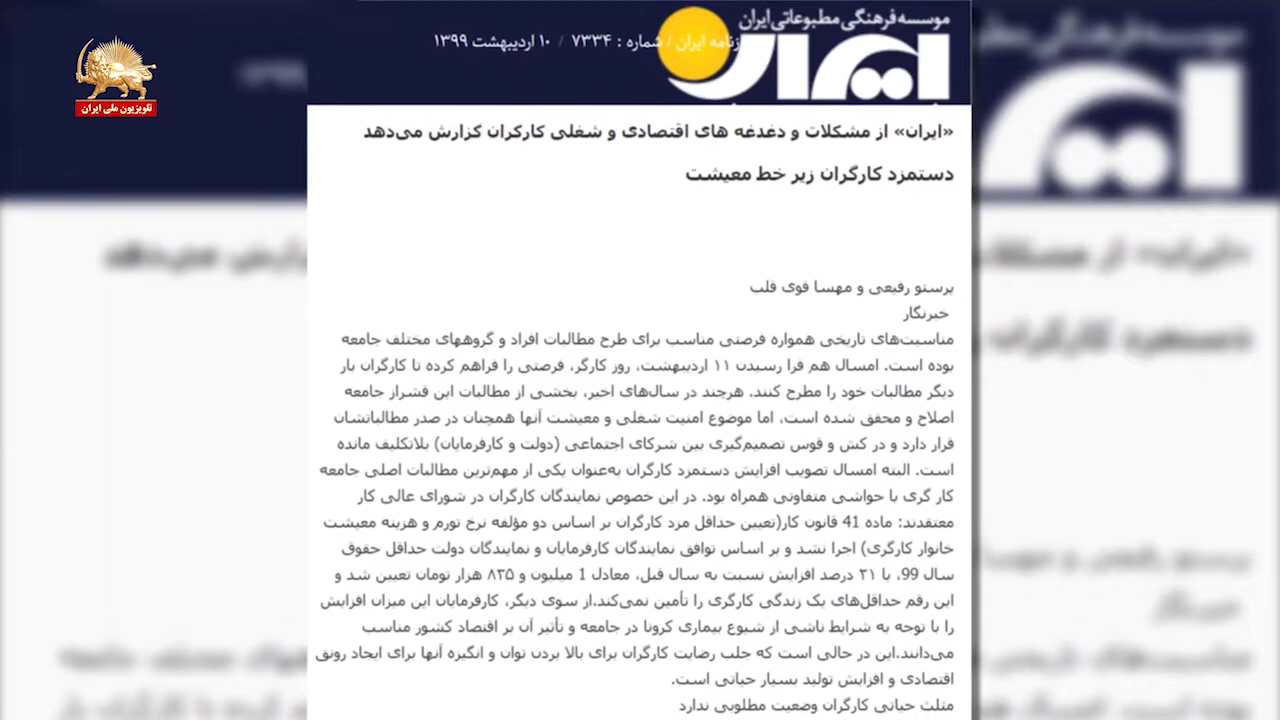 تلویزیون ملی ایران
موسسه فرهنگی مطبوعاتی ایران
ایران
روزنامه ایران / شماره : ۷۳۳۴ / ۱۰ اردیبهشت ۱۳۹۹
«ایران» از مشکلات و دغدغه های اقتصادی و شغلی کارگران گزارش می‌دهد
دستمزد کارگران زیر خط معیشت
پرستو رفیعی و مهسا قوی قلب
خبرنگار
مناسبت‌های تاریخی همواره فرصتی مناسب برای طرح مطالبات افراد و گروههای مختلف جامعه
بوده است. امسال هم فرا رسیدن ۱۱ اردیبهشت، روز کارگر، فرصتی را فراهم کرده تا کارگران بار
دیگر مطالبات خود را مطرح کنند. هرچند در سال‌های اخیر، بخشی از مطالبات این قشراز جامعه
اصلاح و محقق شده است، اما موضوع امنیت شغلی و معیشت آنها همچنان در صدر مطالباتشان
قرار دارد و در کش و قوس تصمیم‌گیری بین شرکای اجتماعی (دولت و کارفرمایان) بلاتکلیف مانده
است. البته امسال تصویب افزایش دستمزد کارگران به‌عنوان یکی از مهم‌ترین مطالبات اصلی جامعه
کار گری با حواشی متفاوتی همراه بود. در این خصوص نمایندگان کارگران در شورای عالی کار
معتقدند: ماده 41 قانون کار(تعیین حداقل مزد کارگران بر اساس دو مؤلفه نرخ تورم و هزینه معیشت
خانوار کارگری) اجرا نشد و بر اساس توافق نمایندگان کارفرمایان و نمایندگان دولت حداقل حقوق
سال 99، با ۲۱ درصد افزایش نسبت به سال قبل، معادل 1 میلیون و ۸۳۵ هزار تومان تعیین شد و
این رقم حداقل‌های یک زندگی کارگری را تأمین نمی‌کند.از سوی دیگر، کارفرمایان این میزان افزایش
را با توجه به شرایط ناشی از شیوع بیماری کرونا در جامعه و تأثیر آن بر اقتصاد کشور مناسب
می‌دانند.این در حالی است که جلب رضایت کارگران برای بالا بردن توان و انگیزه آنها برای ایجاد رونق
اقتصادی و افزایش تولید بسیار حیاتی است.
مثلث حیاتی کارگران وضعیت مطلوبی ندارد